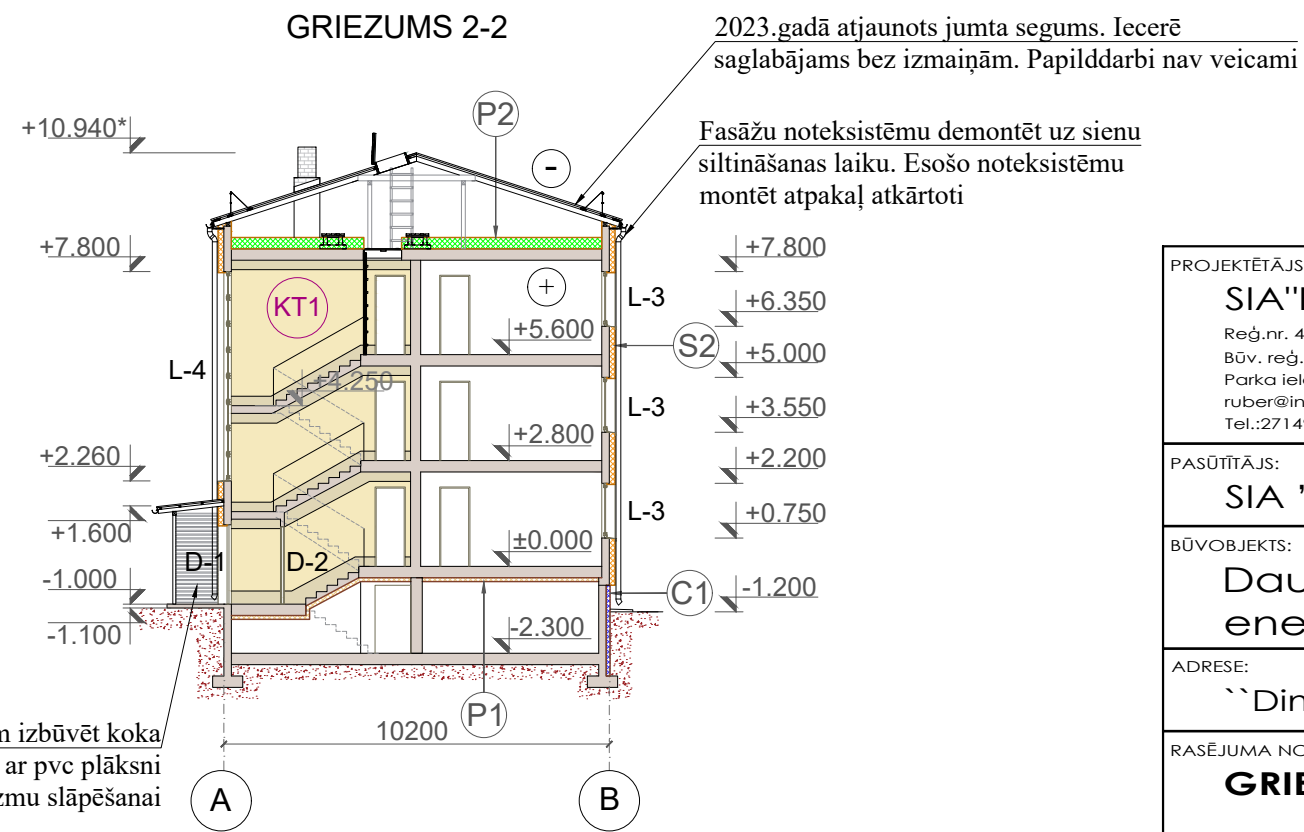 GRIEZUMS 2-2
2023.gadā atjaunots jumta segums. Iecerē
saglabājams bez izmaiņām. Papilddarbi nav veicami
Fasāžu noteksistēmu demontēt uz sienu
siltināšanas laiku. Esošo noteksistēmu
montēt atpakaļ atkārtoti
P2
-
+10.940*
+7.800
+7.800
KT1
+
L-3
+6.350
+5.600
S2
L-4
+5.000
+4.250
L-3
+3.550
+2.800
+2.260
+2.200
L-3
+0.750
+1.600
±0.000
D-1
D-2
-1.000
C1
-1.200
-1.100
-2.300
P1
10200
izbūvēt koka
ar pvc plāksni
slāpēšanai
A
B
PROJEKTĒTĀJS
SIA"
Reģ.nr. 4
Būv. reģ.
Parka
ruber@in
Tel.:2714
PASŪTĪTĀJS:
SIA
BŪVOBJEKTS:
Dau
ene
ADRESE:
``Din
RASĒJUMA NO
GRIE